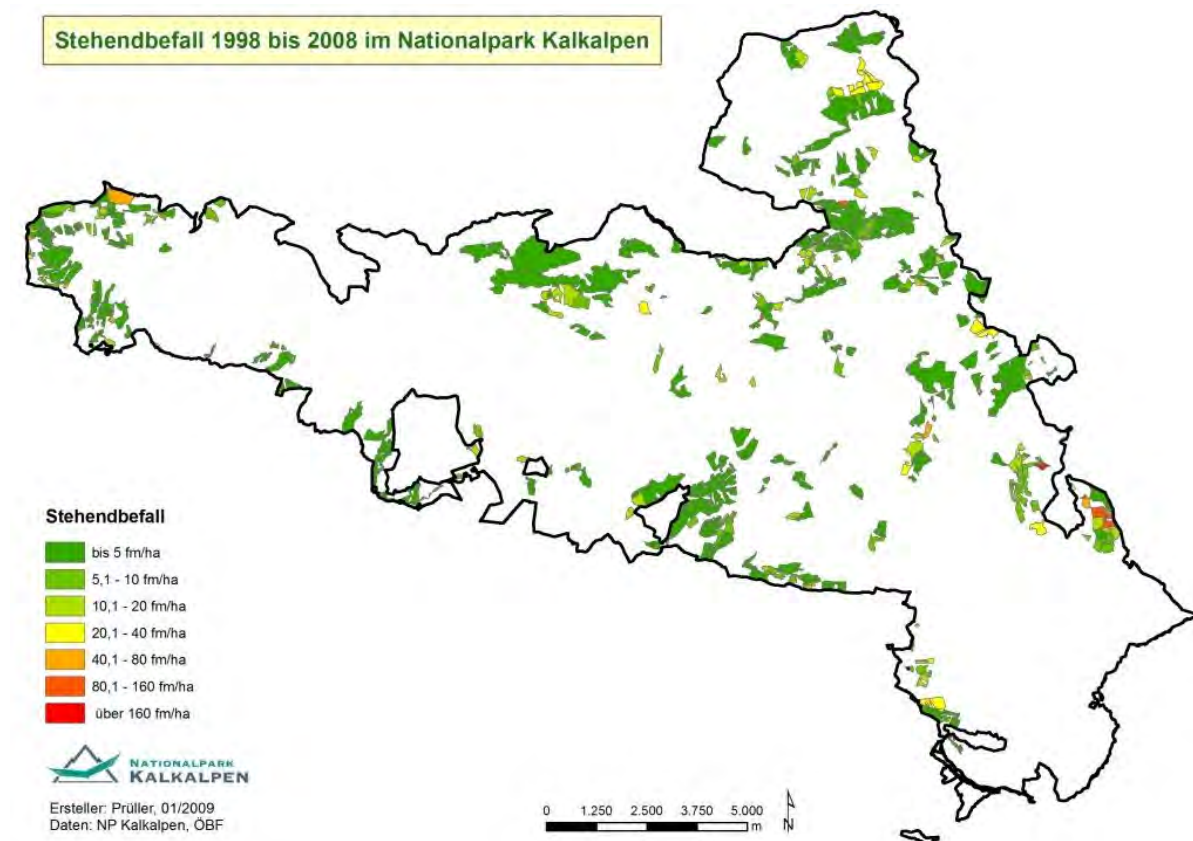 Stehendbefall 1998 bis 2008 im Nationalpark Kalkalpen
Stehendbefall
bis 5 fm/ha
5,1 - 10 fm/ha
10,1 - 20 fm/ha
20,1 - 40 fm/ha
40,1 - 80 fm/ha
80,1 - 160 fm/ha
über 160 fm/ha
NATIONALPARK
KALKALPEN
Ersteller: Prüller, 01/2009
Daten: NP Kalkalpen, ÖBF
0 1.250 2.500 3.750 5.000
m
N